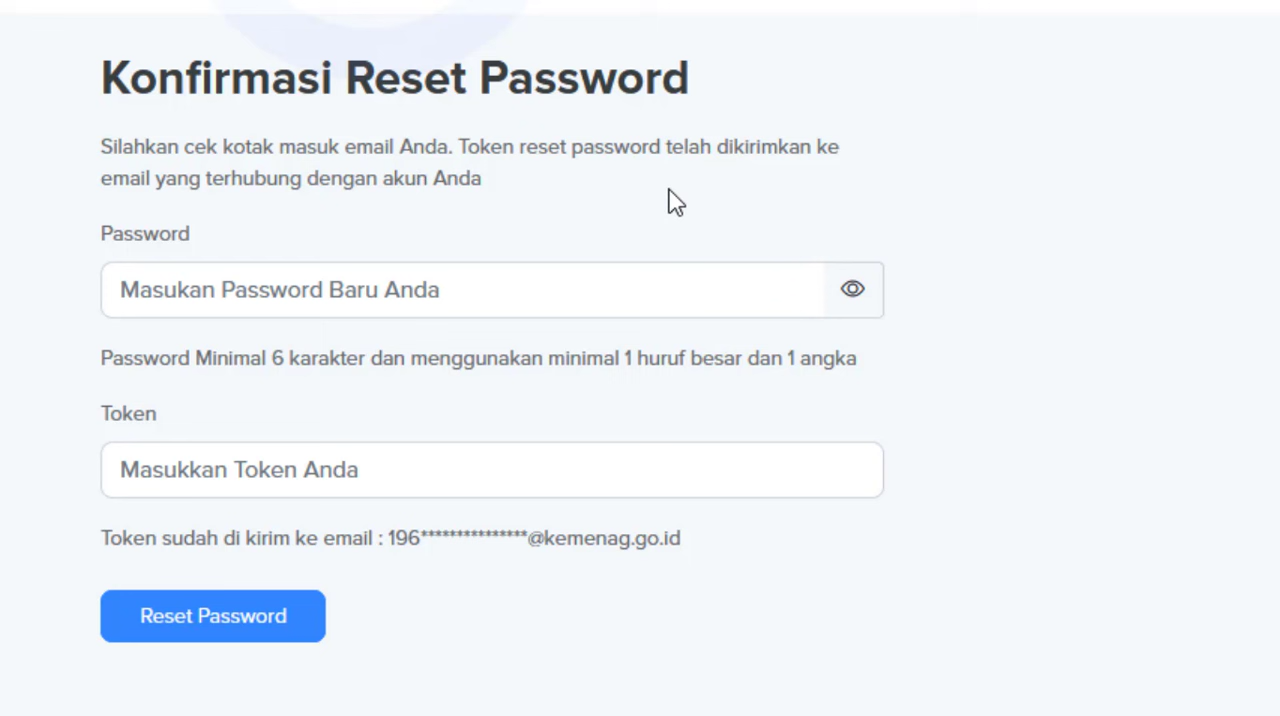 Konfirmasi Reset Password
Silahkan cek kotak masuk email Anda. Token reset password telah dikirimkan ke
email yang terhubung dengan akun Anda
Password
Masukan Password Baru Anda
Password Minimal 6 karakter dan menggunakan minimal 1 huruf besar dan 1 angka
Token
Masukkan Token Anda
Token sudah di kirim ke email : 196***************@kemenag.go.id
Reset Password